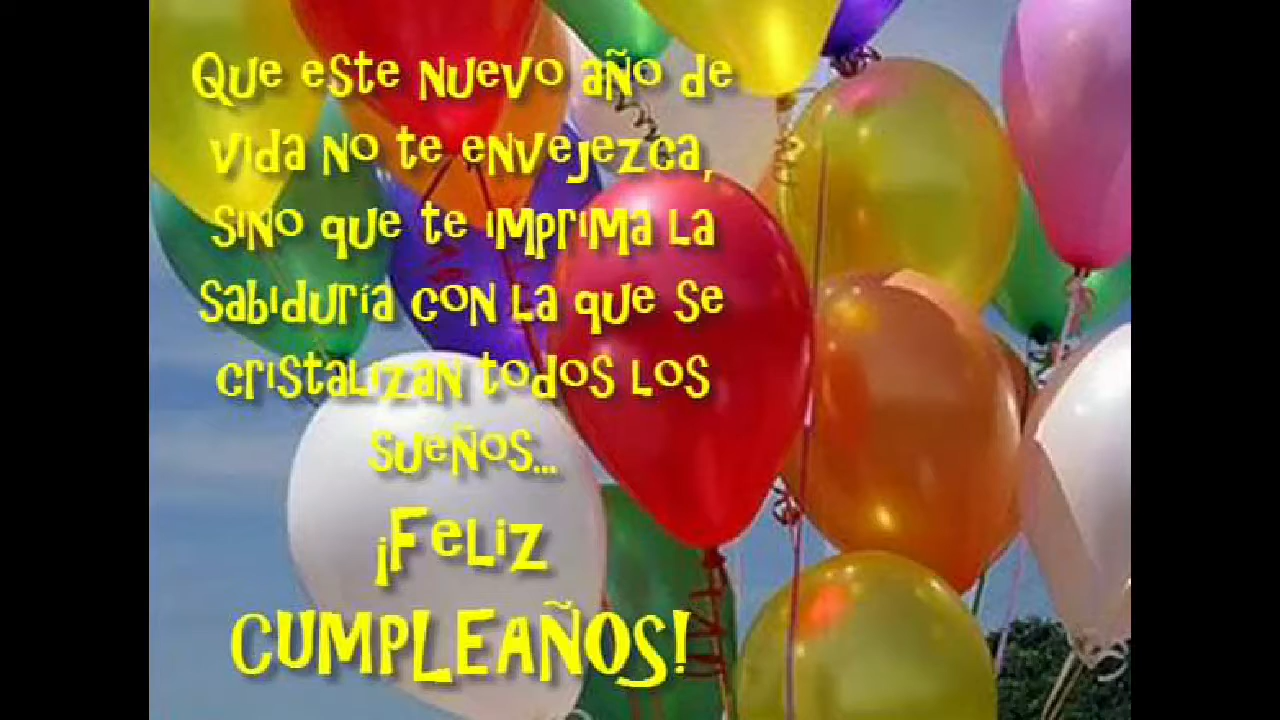 Que este nuevo año de
vida no te envejezca,
sino que te imprima la
sabiduría con la que se
cristalizan todos los
sueños...
¡Feliz
CUMPLEAÑOS!